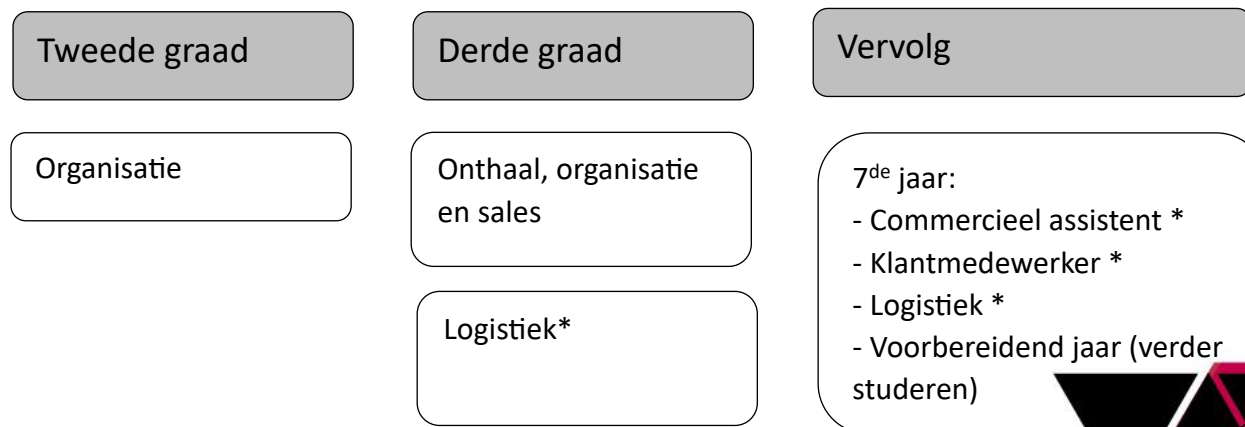 Tweede graad
Derde graad
Vervolg
Organisatie
Onthaal, organisatie
en sales
Logistiek*
7de jaar:
- Commercieel assistent *
- Klantmedewerker *
- Logistiek *
- Voorbereidend jaar (verder
studeren)